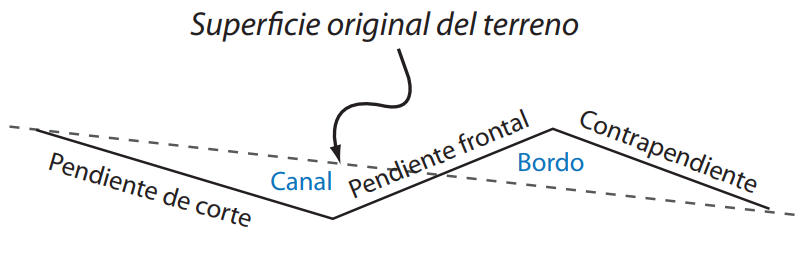 Superficie original del terreno
Pendiente de corte
Canal
Pendiente frontal
Bordo
Contrapendiente